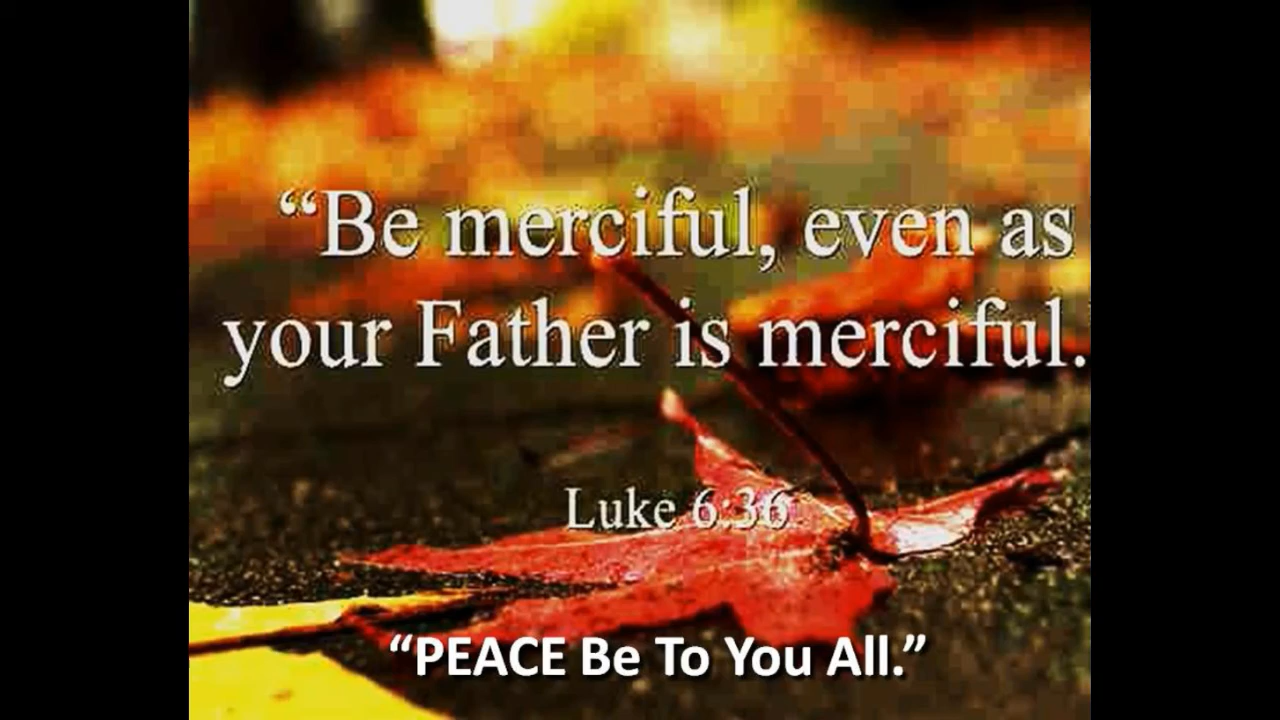 “Be merciful, even as
your Father is merciful.
Luke 6:36
“PEACE Be To You All.”